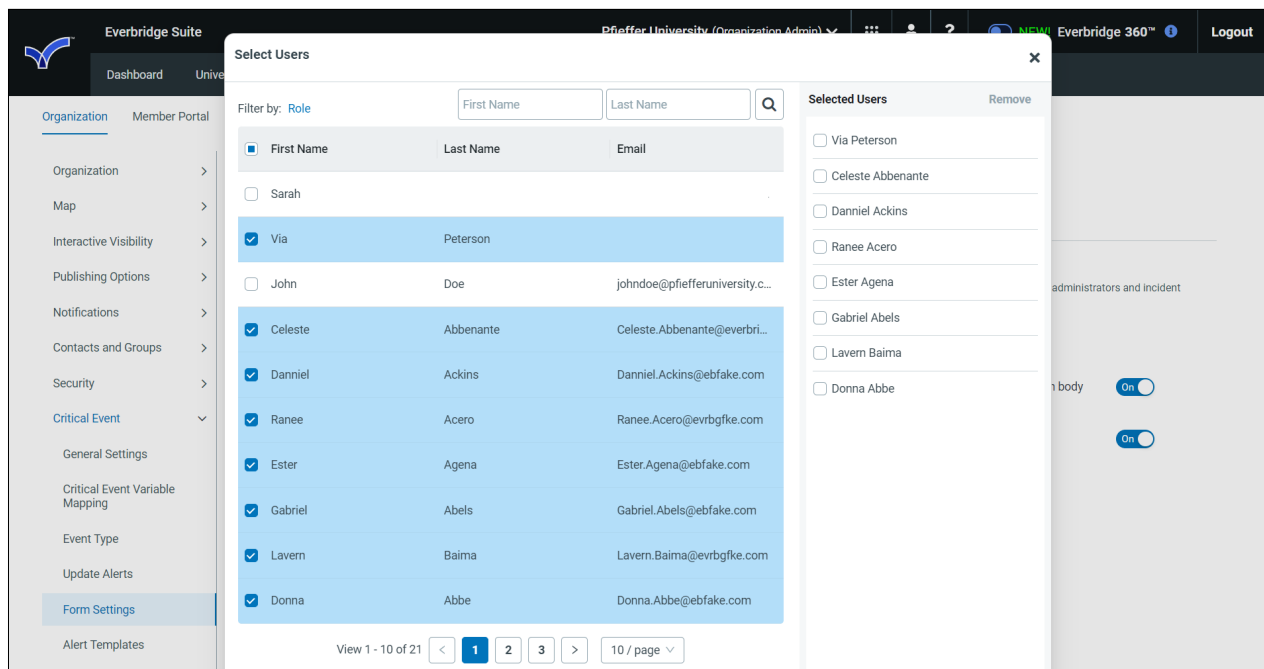 Everbridge Suite
Pfieffer University (Organization Admin)
?
NEW! Everbridge 360™
Logout
Dashboard
Unive
Select Users
Organization
Member Portal
Organization
Map
Interactive Visibility
Publishing Options
Notifications
Contacts and Groups
Security
Critical Event
General Settings
Critical Event Variable
Mapping
Event Type
Update Alerts
Form Settings
Alert Templates
Filter by: Role
First Name
Last Name
First Name Last Name Email
Sarah
Via Peterson
John Doe johndoe@pfiefferuniversity.c...
Celeste Abbenante Celeste.Abbenante@everbri...
Danniel Ackins Danniel.Ackins@ebfake.com
Ranee Acero Ranee.Acero@evrbgfke.com
Ester Agena Ester.Agena@ebfake.com
Gabriel Abels Gabriel.Abels@ebfake.com
Lavern Baima Lavern.Baima@evrbgfke.com
Donna Abbe Donna.Abbe@ebfake.com
View 1 - 10 of 21 < 1 2 3 > 10 / page
Selected Users
Remove
Via Peterson
Celeste Abbenante
Danniel Ackins
Ranee Acero
Ester Agena
Gabriel Abels
Lavern Baima
Donna Abbe
administrators and incident
body
On
On